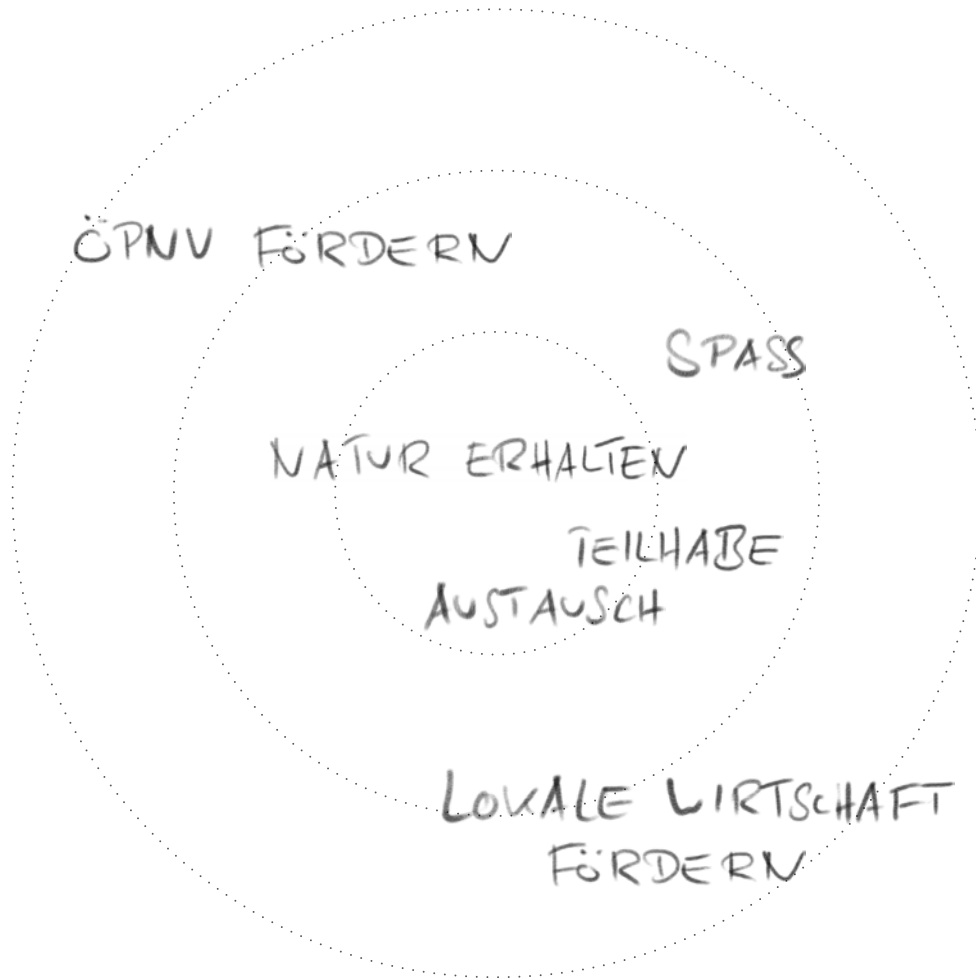 ÖPNV FÖRDERN
SPASS
NATUR ERHALTEN
TEILHABE
AUSTAUSCH
LOKALE WIRTSCHAFT
FÖRDERN